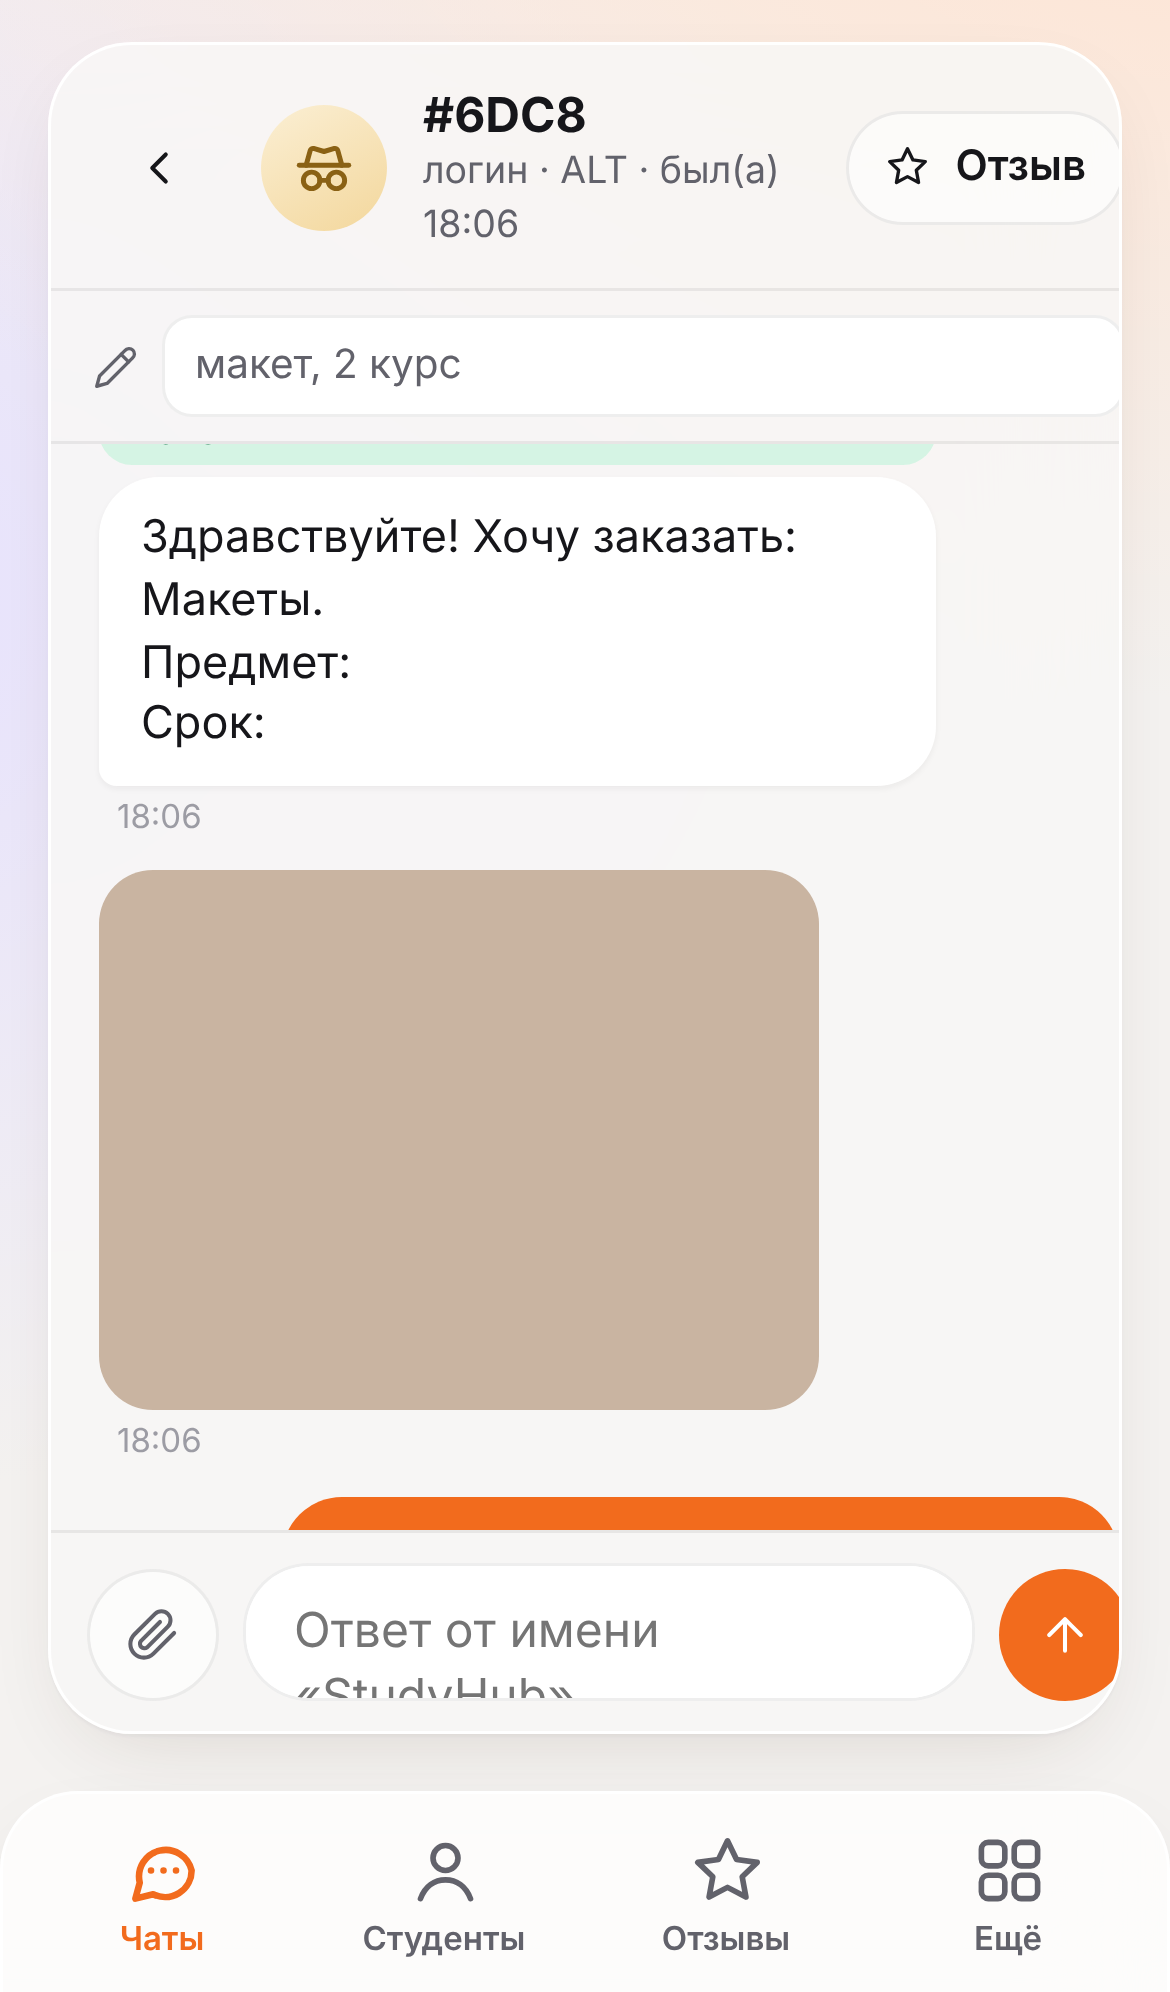 #6DC8
логин · ALT · был(а)
18:06
Отзыв
макет, 2 курс
Здравствуйте! Хочу заказать:
Макеты.
Предмет:
Срок:
18:06
18:06
Ответ от имени
«StudyHub»
Чаты
Студенты
Отзывы
Ещё